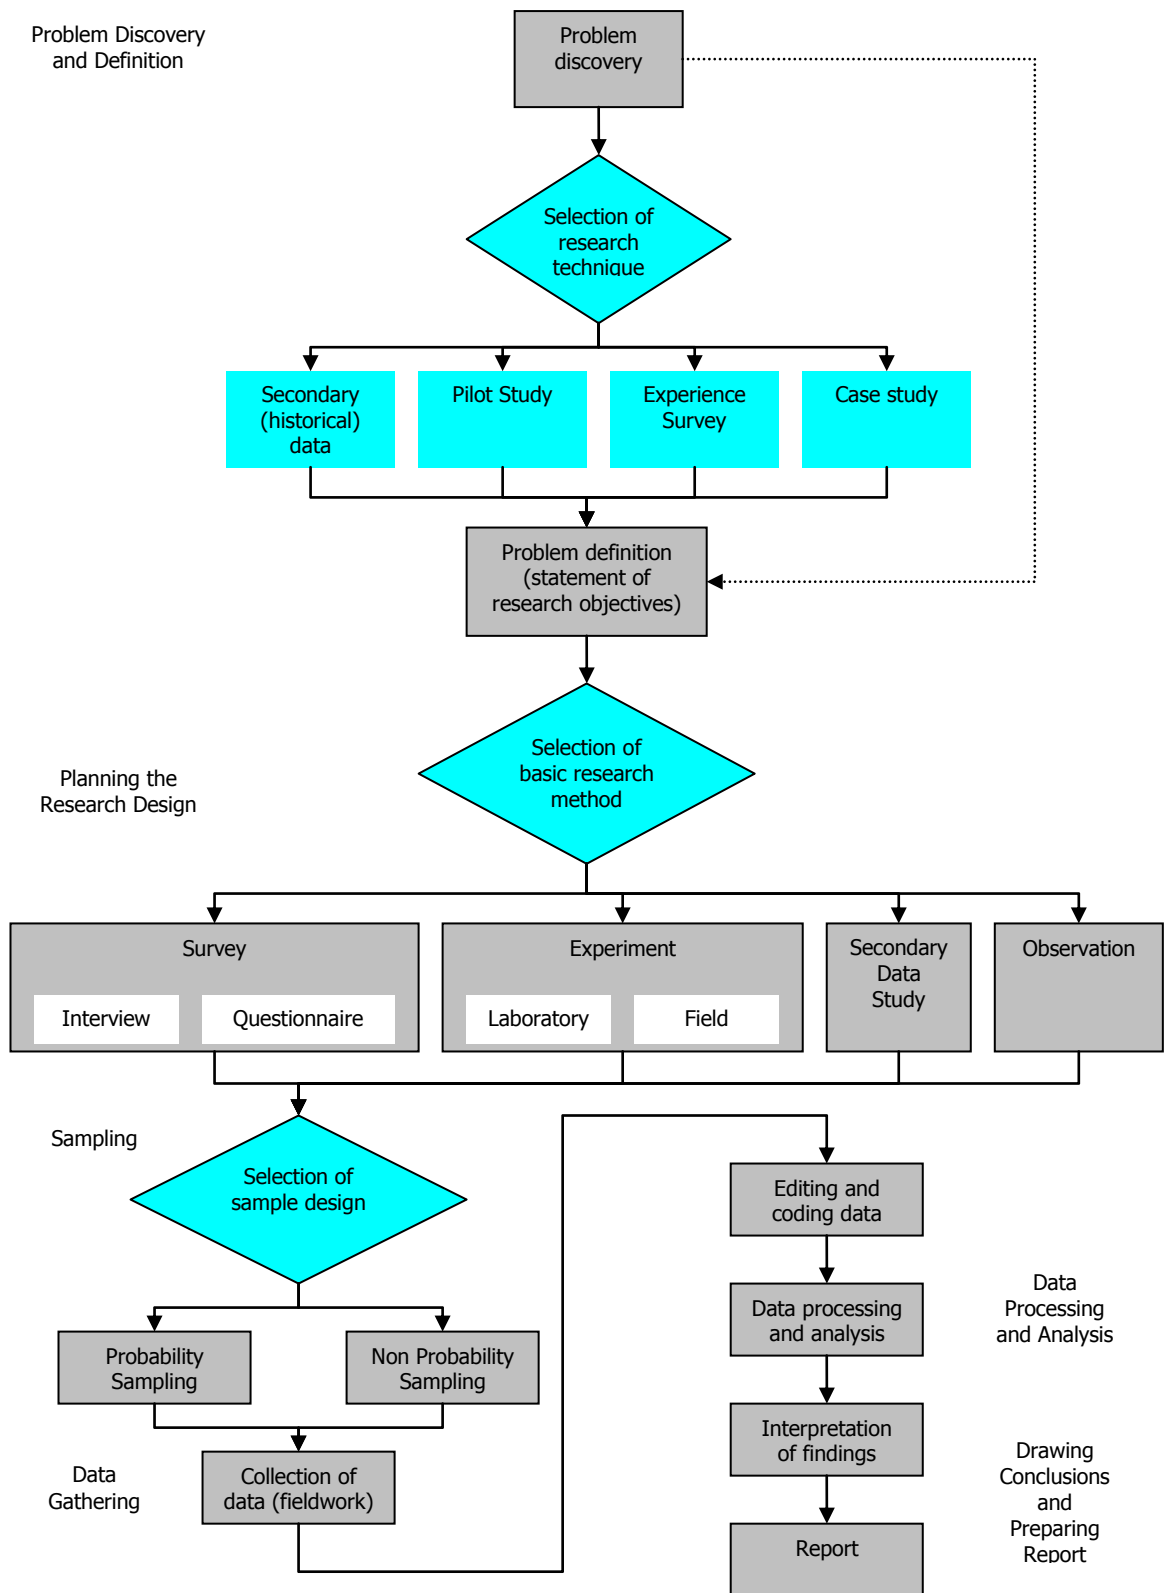 Problem Discovery
and Definition
Problem
discovery
Selection of
research
technique
Secondary
(historical)
data
Pilot Study
Experience
Survey
Case study
Problem definition
(statement of
research objectives)
Planning the
Research Design
Selection of
basic research
method
Survey
Interview
Questionnaire
Experiment
Laboratory
Field
Secondary
Data
Study
Observation
Sampling
Selection of
sample design
Probability
Sampling
Non Probability
Sampling
Data
Gathering
Collection of
data (fieldwork)
Editing and
coding data
Data processing
and analysis
Data
Processing
and Analysis
Interpretation
of findings
Drawing
Conclusions
and
Preparing
Report
Report